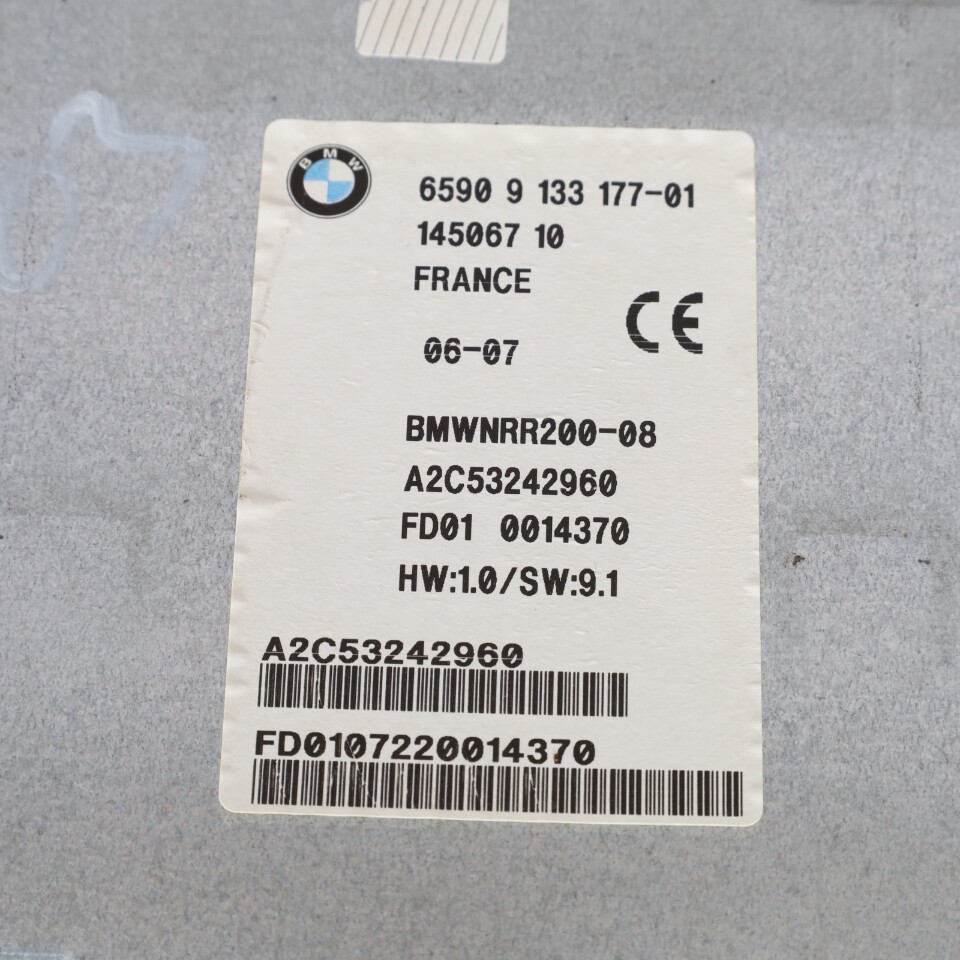 BMW
6590 9 133 177-01
145067 10
FRANCE
CE
06-07
BMWNRR200-08
A2C53242960
FD01 0014370
HW:1.0/SW:9.1
A2C53242960
FD0107220014370